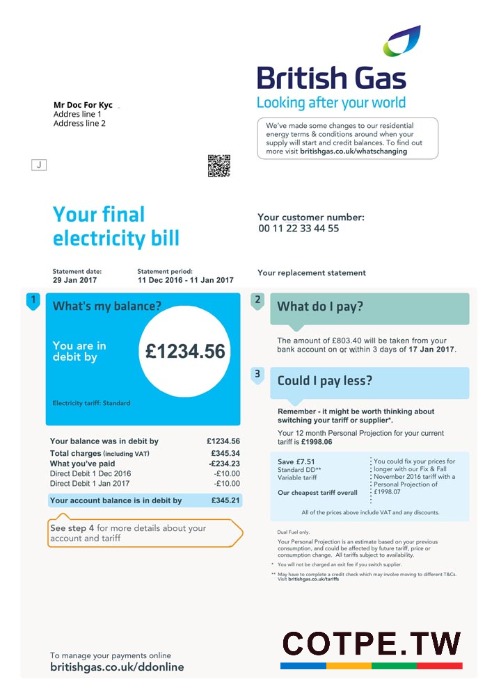 British Gas
Looking after your world
Mr Doc For Kyc
Addres line 1
Address line 2
We've made some changes to our residential
energy terms & conditions around when your
supply will start and credit balances. To find out
more visit britishgas.co.uk/whatschanging
J
Your final
electricity bill
Your customer number:
00 11 22 33 44 55
Statement date:
29 Jan 2017
Statement period:
11 Dec 2016 - 11 Jan 2017
Your replacement statement
1
What's my balance?
You are in
debit by
£1234.56
Electricity tariff: Standard
Your balance was in debit by £1234.56
Total charges (including VAT) £345.34
What you've paid -£234.23
Direct Debit 1 Dec 2016 -£10.00
Direct Debit 1 Jan 2017 -£10.00
Your account balance is in debit by £345.21
See step 4 for more details about your
account and tariff
2
What do I pay?
The amount of £803.40 will be taken from your
bank account on or within 3 days of 17 Jan 2017.
3
Could I pay less?
Remember - it might be worth thinking about
switching your tariff or supplier*.
Your 12 month Personal Projection for your current
tariff is £1998.06
Save £7.51
Standard DD**
Variable tariff
Our cheapest tariff overall
You could fix your prices for
longer with our Fix & Fall
November 2016 tariff with a
Personal Projection of
£1998.07
All of the prices above include VAT and any discounts.
Dual Fuel only.
Your Personal Projection is an estimate based on your previous
consumption, and could be affected by future tariff, price or
consumption change. All tariffs subject to availability.
* You will not be charged an exit fee if you switch supplier.
** May have to complete a credit check which may involve moving to different T&Cs.
Visit britishgas.co.uk/tariffs
To manage your payments online
britishgas.co.uk/ddonline
COTPE.TW